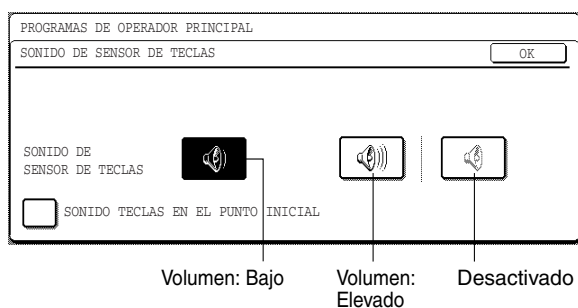 PROGRAMAS DE OPERADOR PRINCIPAL
SONIDO DE SENSOR DE TECLAS
OK
SONIDO DE
SENSOR DE TECLAS
SONIDO TECLAS EN EL PUNTO INICIAL
Volumen: Bajo
Volumen:
Elevado
Desactivado